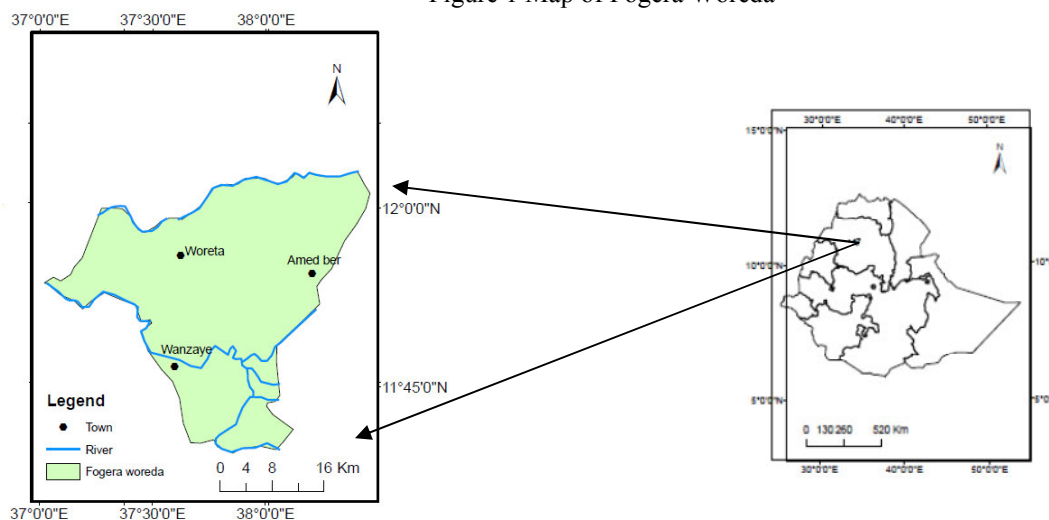 Figure 1 Map of Fogera Woreda
37°0'0"E 37°30'0"E 38°0'0"E
N
12°0'0"N
Woreta
Amed ber
Wanzaye
11°45'0"N
Legend
Town
River
Fogera woreda
0 4 8 16 Km
37°0'0"E 37°30'0"E 38°0'0"E
30°0'0"E 40°0'0"E 50°0'0"E
15°0'0"N
N
10°0'0"N 10°
5°0'0"N 5°0
0 130 260 520 Km
30°0'0"E 40°0'0"E 50°0'0"E